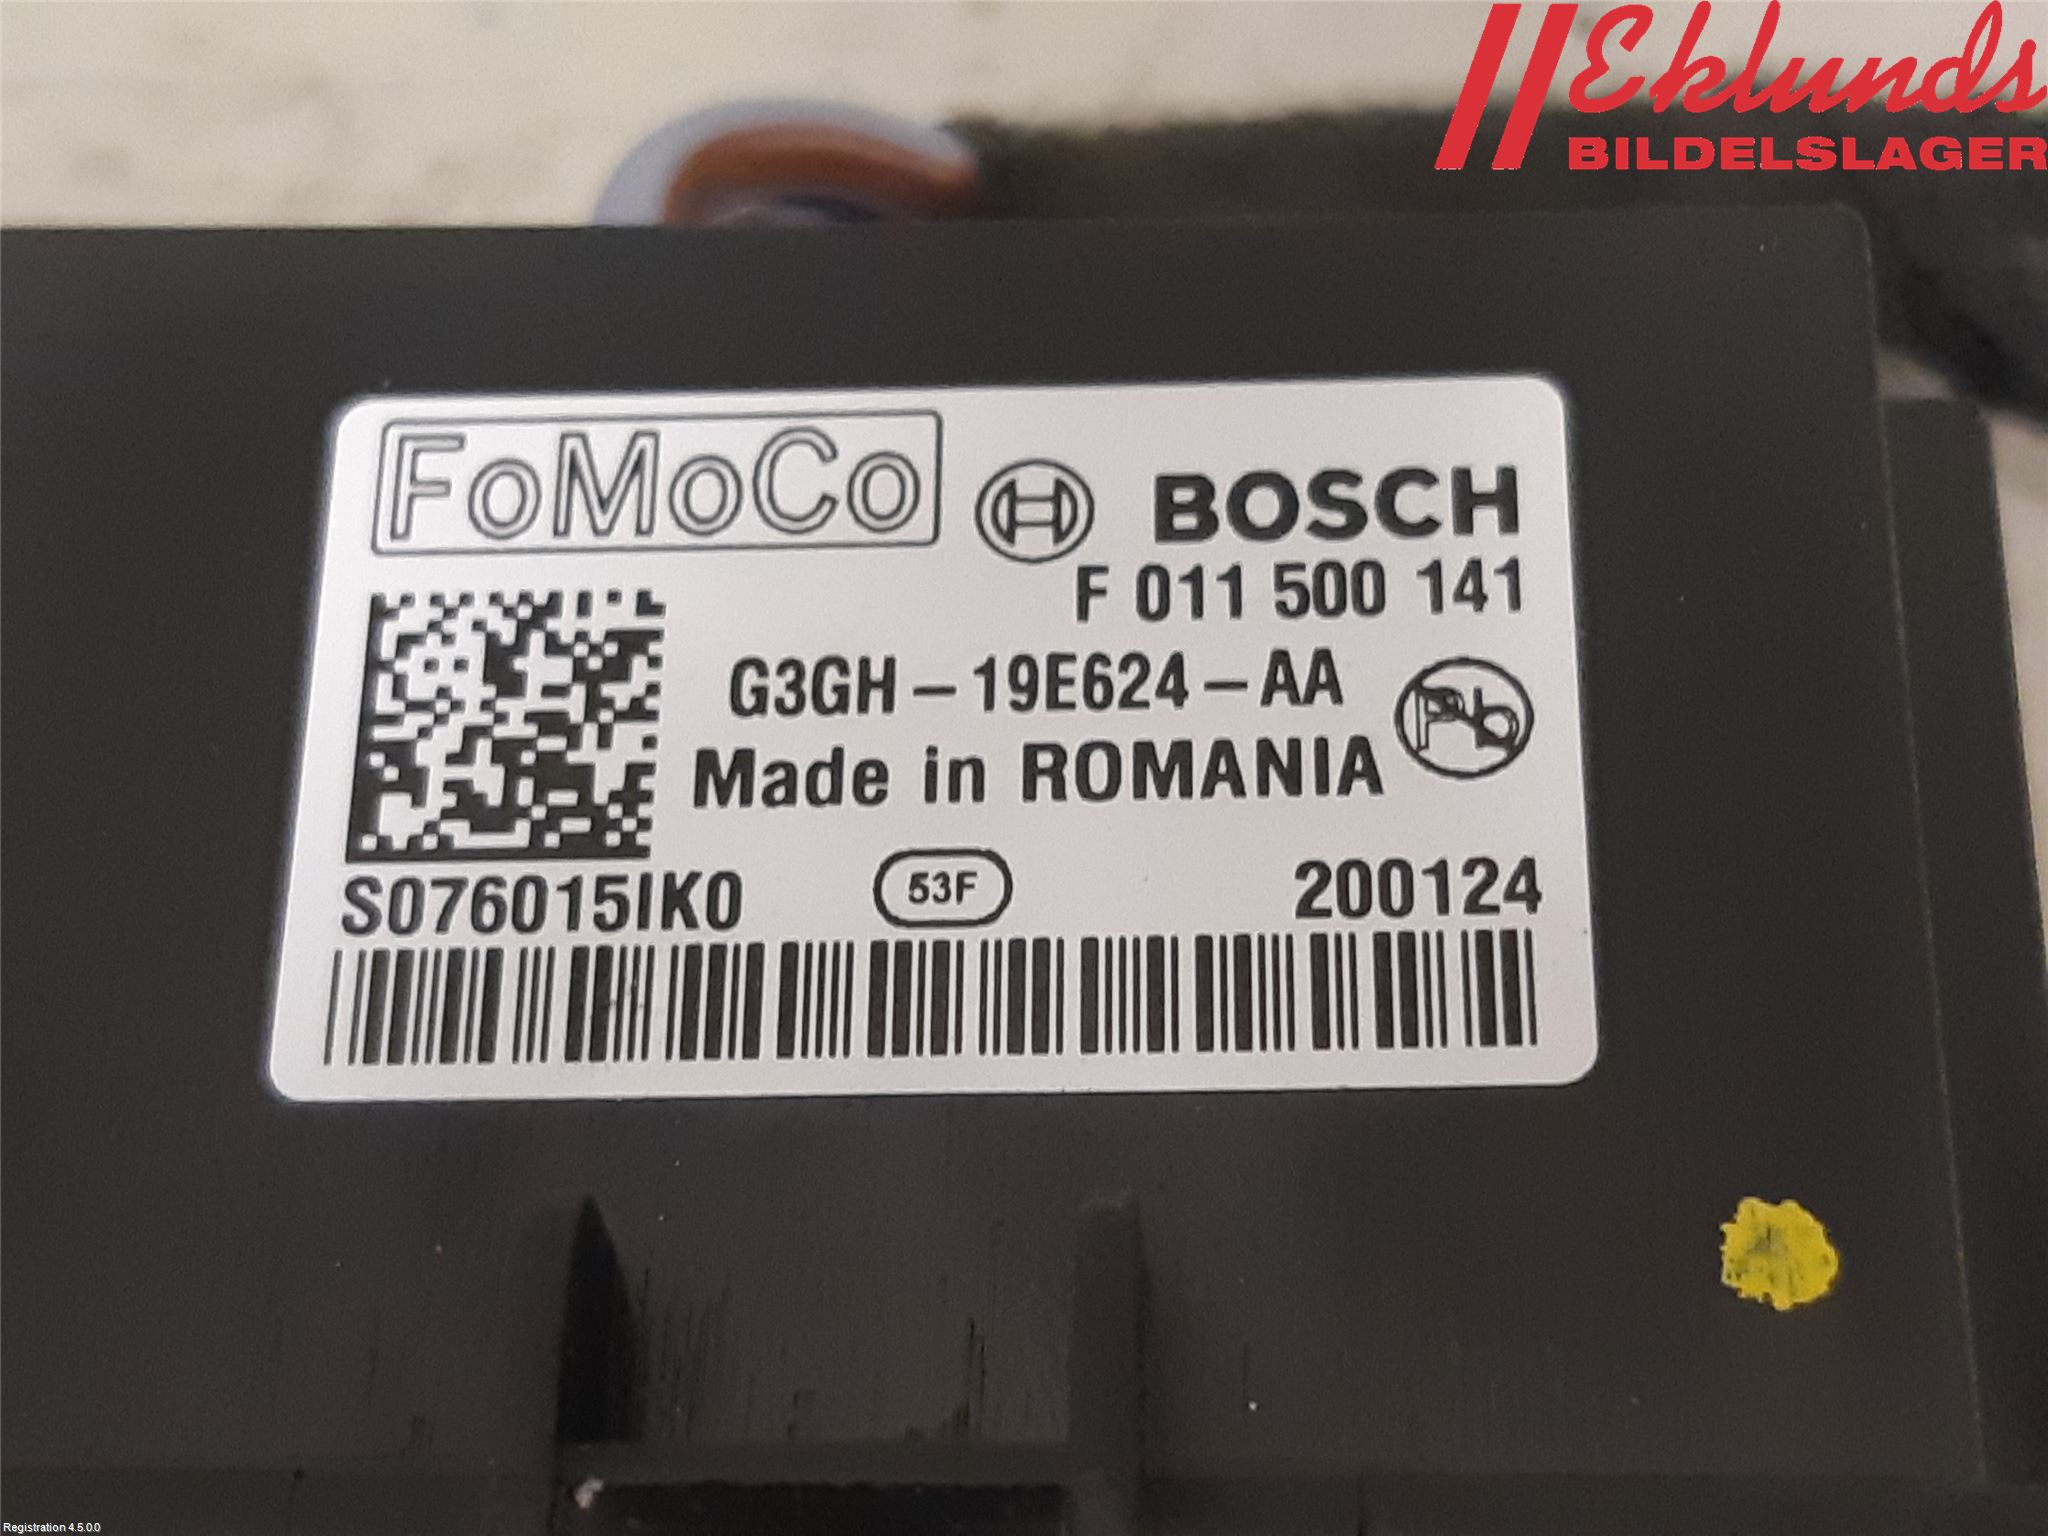 Eklunds
BILDELSLAGER
FoMoCo
BOSCH
F 011 500 141
G3GH-19E624-AA
Pb
Made in ROMANIA
S076015IK0 53F 200124
Registration 4.5.0.0